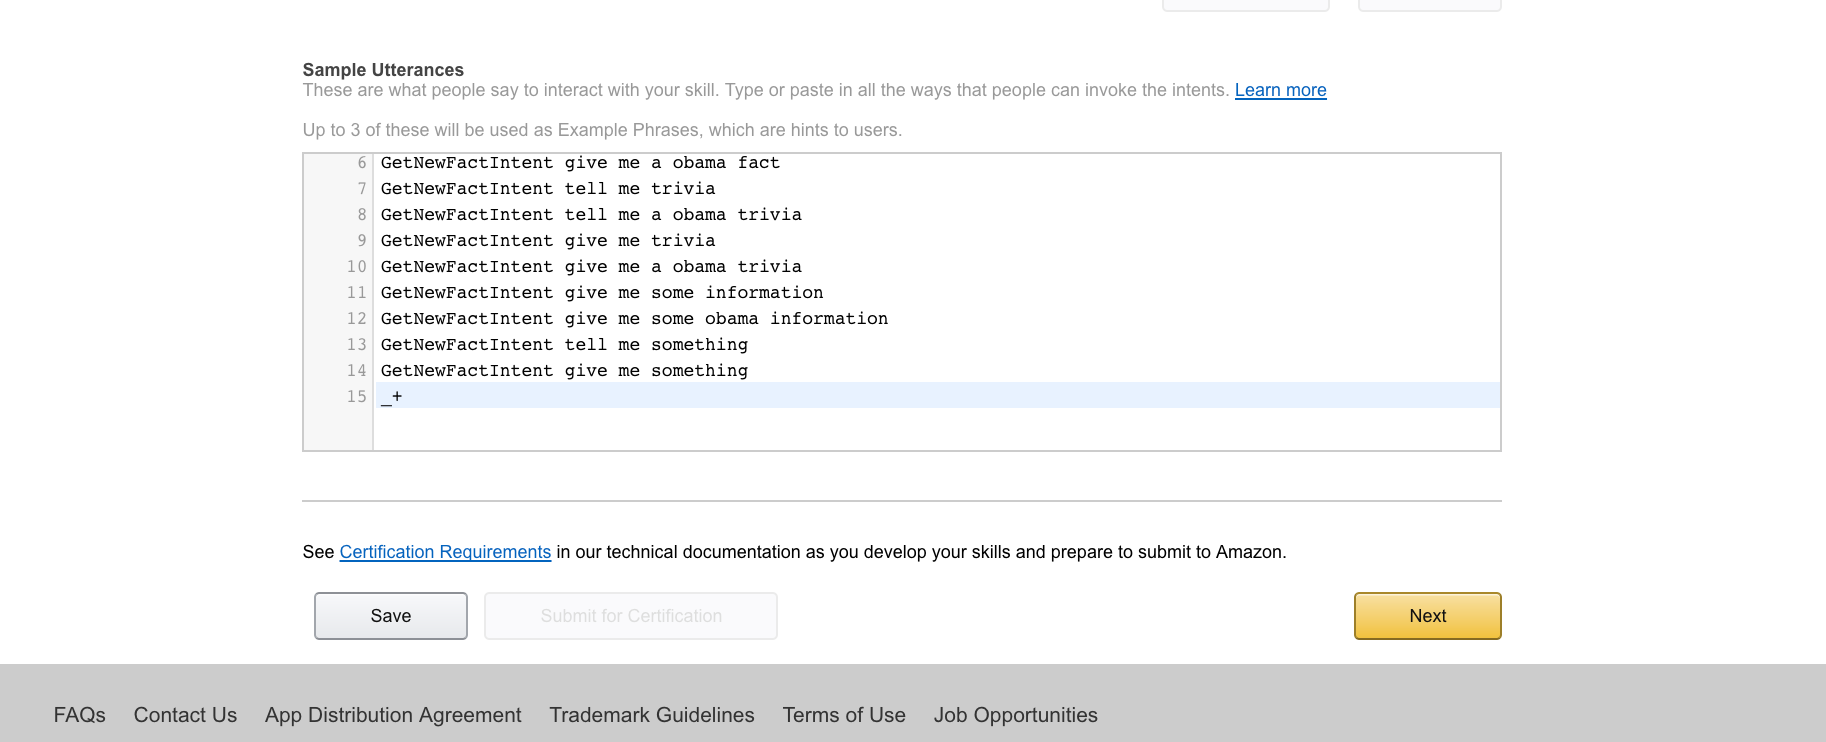 Sample Utterances
These are what people say to interact with your skill. Type or paste in all the ways that people can invoke the intents. Learn more
Up to 3 of these will be used as Example Phrases, which are hints to users.
6 GetNewFactIntent give me a obama fact
7 GetNewFactIntent tell me trivia
8 GetNewFactIntent tell me a obama trivia
9 GetNewFactIntent give me trivia
10 GetNewFactIntent give me a obama trivia
11 GetNewFactIntent give me some information
12 GetNewFactIntent give me some obama information
13 GetNewFactIntent tell me something
14 GetNewFactIntent give me something
15 _+
See Certification Requirements in our technical documentation as you develop your skills and prepare to submit to Amazon.
Save Submit for Certification Next
FAQs Contact Us App Distribution Agreement Trademark Guidelines Terms of Use Job Opportunities